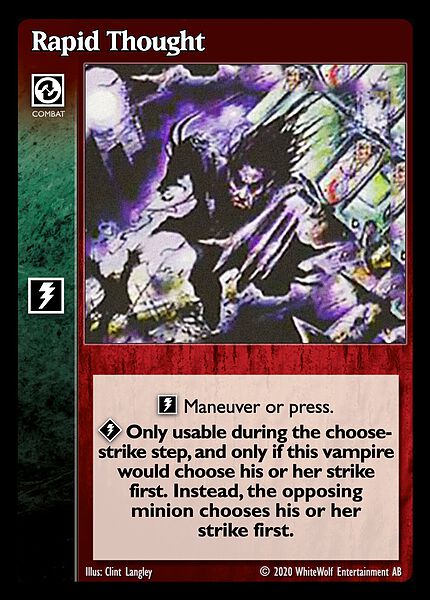 Rapid Thought
COMBAT
Maneuver or press.
Only usable during the choose-
strike step, and only if this vampire
would choose his or her strike
first. Instead, the opposing
minion chooses his or her
strike first.
Illus: Clint Langley © 2020 WhiteWolf Entertainment AB